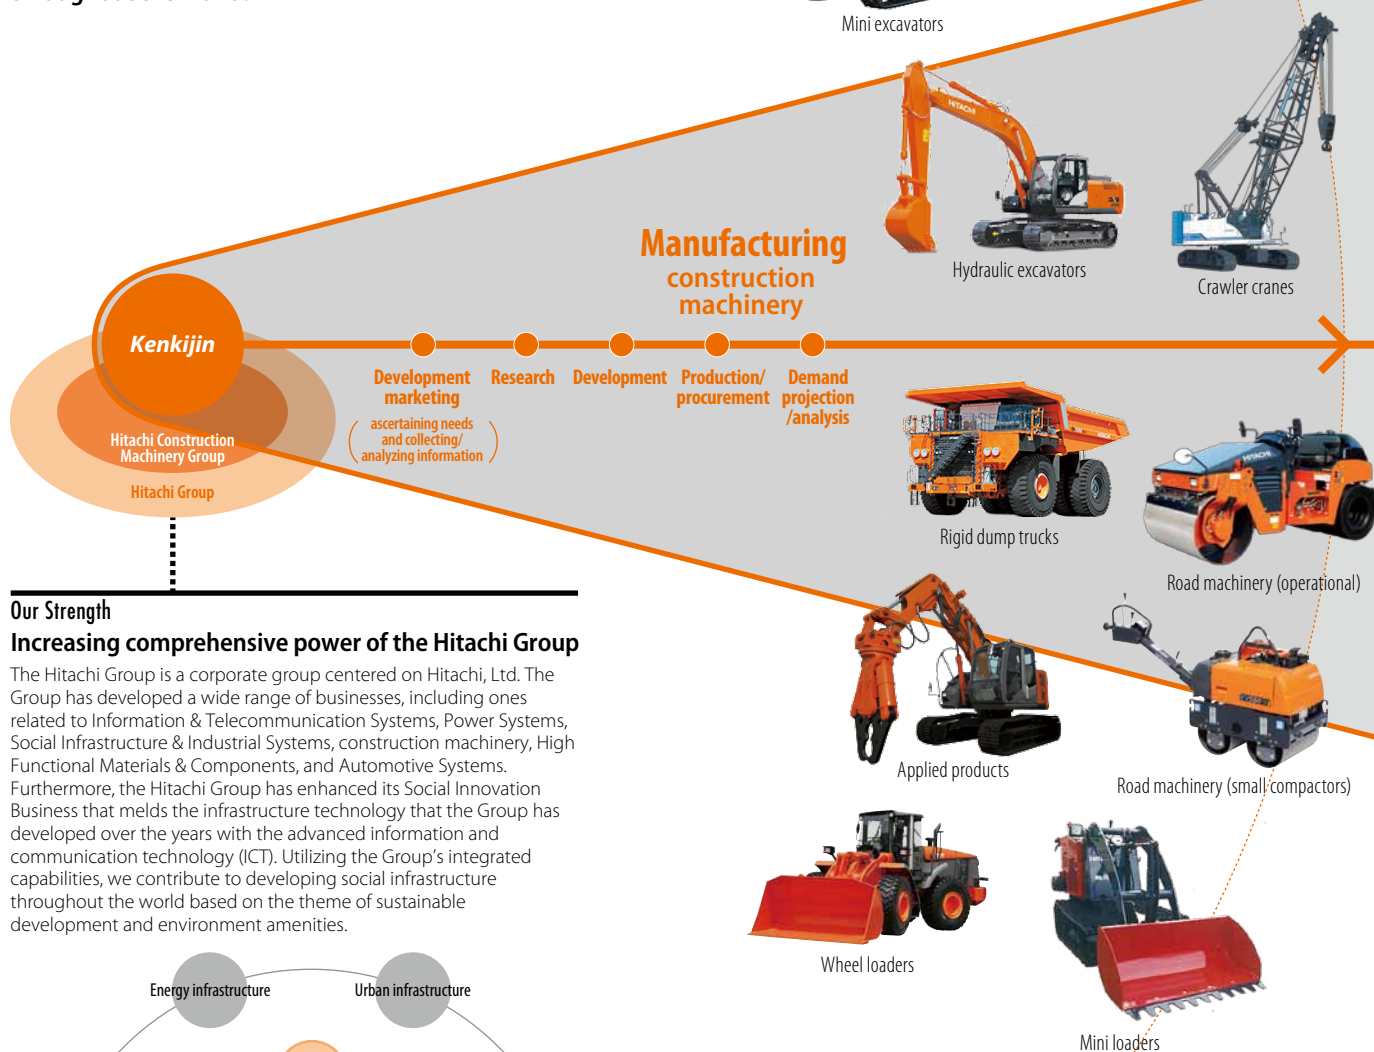 Mini excavators
HITACHI
Hydraulic excavators
Crawler cranes
Manufacturing
construction
machinery
Kenkijin
Development
marketing
Research
Development
Production/
procurement
Demand
projection
/analysis
(ascertaining needs
and collecting/
analyzing information)
Hitachi Construction
Machinery Group
Hitachi Group
Rigid dump trucks
HITACHI
Road machinery (operational)
Our Strength
Increasing comprehensive power of the Hitachi Group
The Hitachi Group is a corporate group centered on Hitachi, Ltd. The
Group has developed a wide range of businesses, including ones
related to Information & Telecommunication Systems, Power Systems,
Social Infrastructure & Industrial Systems, construction machinery, High
Functional Materials & Components, and Automotive Systems.
Furthermore, the Hitachi Group has enhanced its Social Innovation
Business that melds the infrastructure technology that the Group has
developed over the years with the advanced information and
communication technology (ICT). Utilizing the Group's integrated
capabilities, we contribute to developing social infrastructure
throughout the world based on the theme of sustainable
development and environment amenities.
Applied products
Road machinery (small compactors)
Wheel loaders
Mini loaders
Energy infrastructure
Urban infrastructure